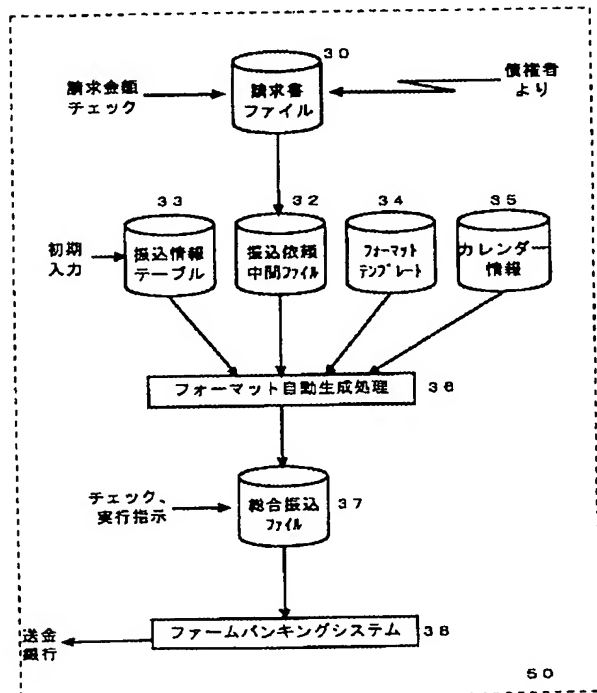 30
請求金額
チェック
請求書
ファイル
債権者
より
33
32
34
35
初期
入力
振込情報
テーブル
振込依頼
中間ファイル
フォーマット
テンプレート
カレンダー
情報
フォーマット自動生成処理
36
チェック、
実行指示
総合振込
ファイル
37
送金
銀行
ファームバンキングシステム
38
50